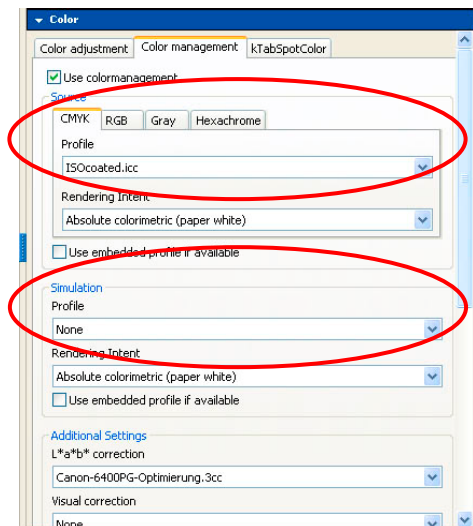 Color
Color adjustment Color management kTabSpotColor
Use colormanagement
Source
CMYK RGB Gray Hexachrome
Profile
ISOcoated.icc
Rendering Intent
Absolute colorimetric (paper white)
Use embedded profile if available
Simulation
Profile
None
Rendering Intent
Absolute colorimetric (paper white)
Use embedded profile if available
Additional Settings
L*a*b* correction
Canon-6400PG-Optimierung.3cc
Visual correction
None